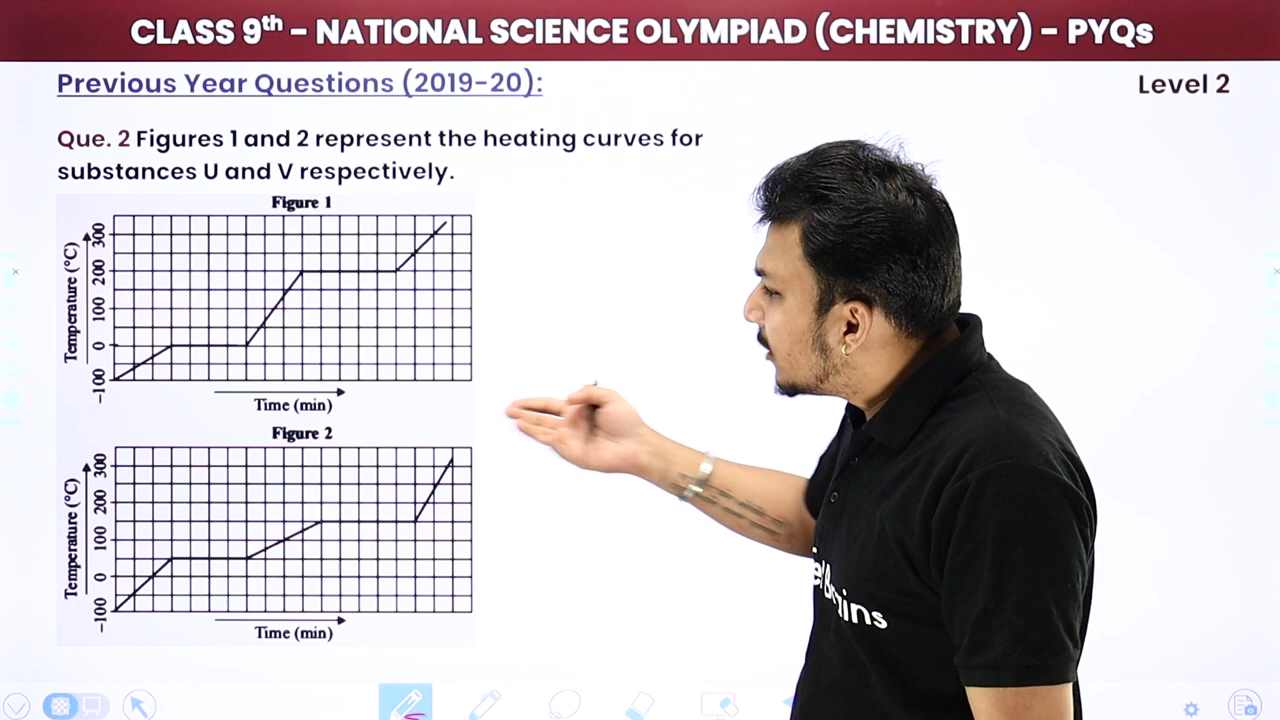 CLASS 9th – NATIONAL SCIENCE OLYMPIAD (CHEMISTRY) – PYQs
Previous Year Questions (2019-20):
Level 2
Que. 2 Figures 1 and 2 represent the heating curves for
substances U and V respectively.
Figure 1
Temperature (°C)
300
200
100
0
–100
Time (min)
Figure 2
Temperature (°C)
300
200
100
0
–100
Time (min)